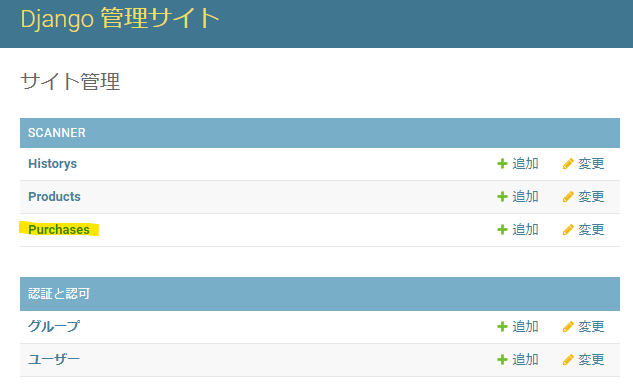 Django 管理サイト
サイト管理
SCANNER
Historys 追加 変更
Products 追加 変更
Purchases 追加 変更
認証と認可
グループ 追加 変更
ユーザー 追加 変更